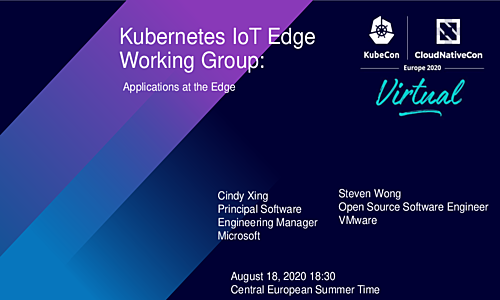 Kubernetes IoT Edge
Working Group:
Applications at the Edge
KubeCon
CloudNativeCon
Europe 2020
Virtual
Cindy Xing
Principal Software
Engineering Manager
Microsoft
Steven Wong
Open Source Software Engineer
VMware
August 18, 2020 18:30
Central European Summer Time